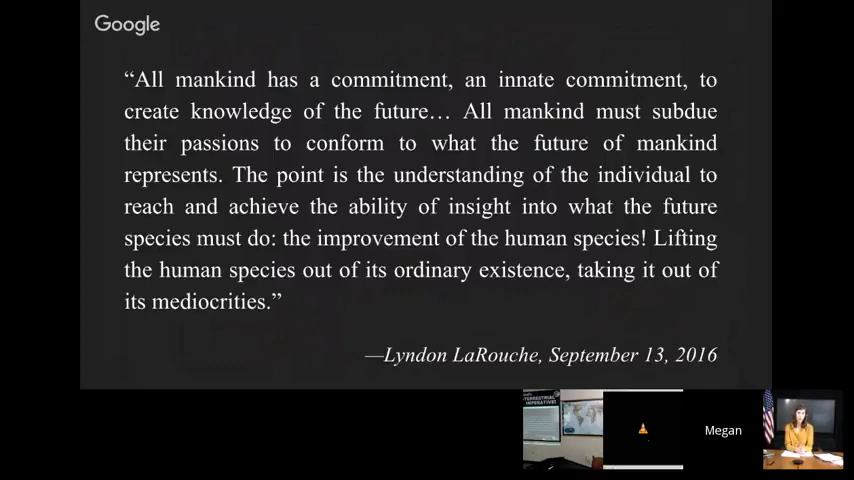 Google
“All mankind has a commitment, an innate commitment, to
create knowledge of the future… All mankind must subdue
their passions to conform to what the future of mankind
represents. The point is the understanding of the individual to
reach and achieve the ability of insight into what the future
species must do: the improvement of the human species! Lifting
the human species out of its ordinary existence, taking it out of
its mediocrities.”
—Lyndon LaRouche, September 13, 2016
IMPERATIVE
Megan